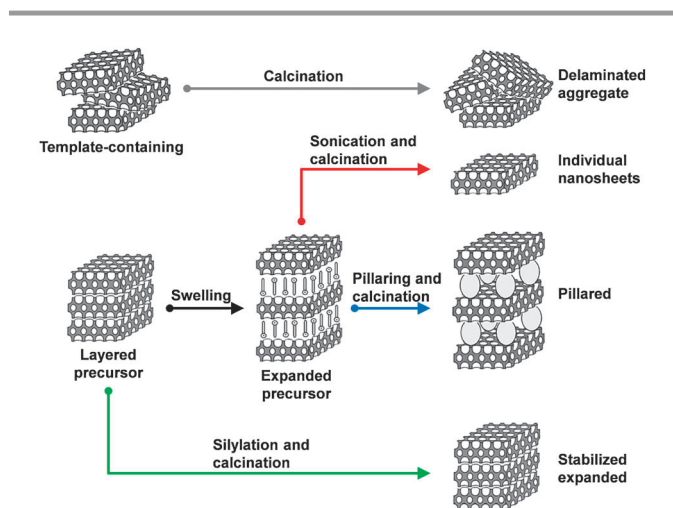 Calcination
Delaminated
aggregate
Template-containing
Sonication and
calcination
Individual
nanosheets
Swelling
Pillaring and
calcination
Pillared
Layered
precursor
Expanded
precursor
Silylation and
calcination
Stabilized
expanded